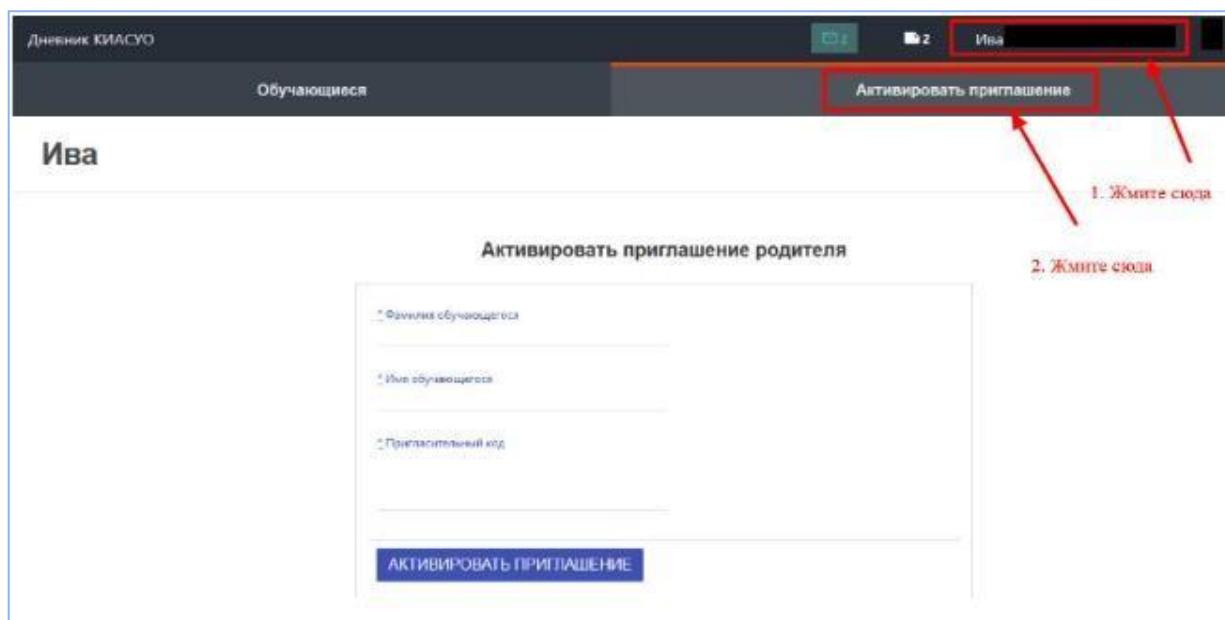 Дневник КИАСУО
2
2
Ива
Обучающиеся
Активировать приглашение
Ива
1. Жмите сюда
Активировать приглашение родителя
2. Жмите сюда
* Фамилия обучающегося
* Имя обучающегося
* Пригласительный код
АКТИВИРОВАТЬ ПРИГЛАШЕНИЕ